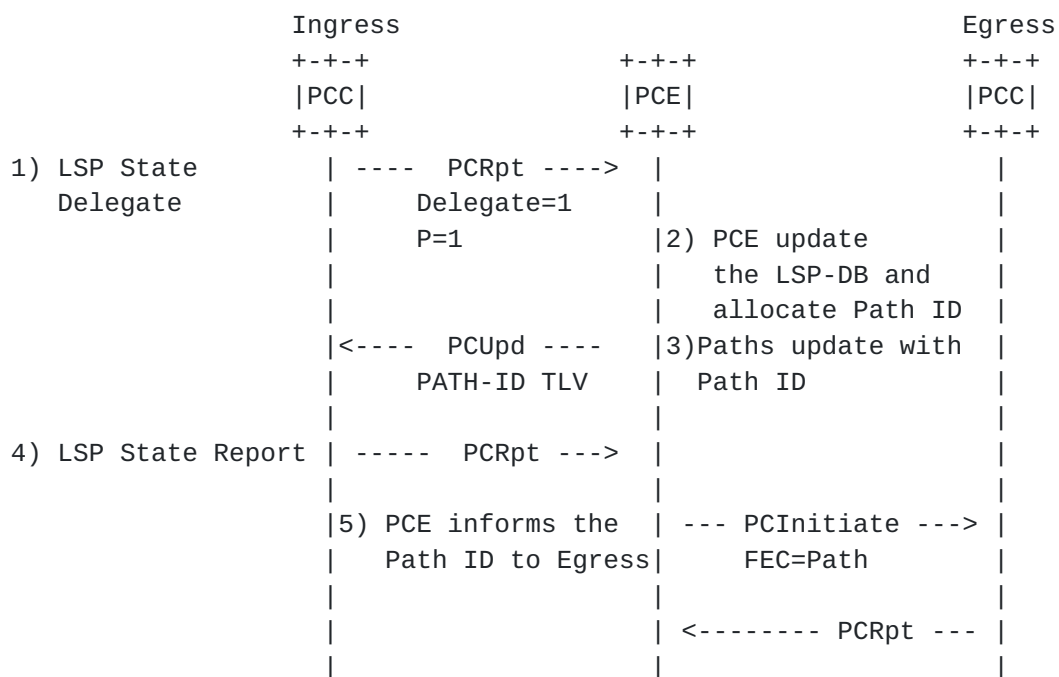 Ingress                                    Egress
                  +-+-+                +-+-+                 +-+-+
                  |PCC|                |PCE|                 |PCC|
                  +-+-+                +-+-+                 +-+-+
1) LSP State        | ----  PCRpt ---->  |                     |
   Delegate         |     Delegate=1     |                     |
                    |     P=1            |2) PCE update        |
                    |                    |   the LSP-DB and    |
                    |                    |   allocate Path ID  |
                    |<----  PCUpd ----   |3)Paths update with  |
                    |     PATH-ID TLV    |  Path ID            |
                    |                    |                     |
4) LSP State Report | -----  PCRpt --->  |                     |
                    |                    |                     |
                    |5) PCE informs the  | --- PCInitiate ---> |
                    |   Path ID to Egress|     FEC=Path        |
                    |                    |                     |
                    |                    | <-------- PCRpt --- |
                    |                    |                     |